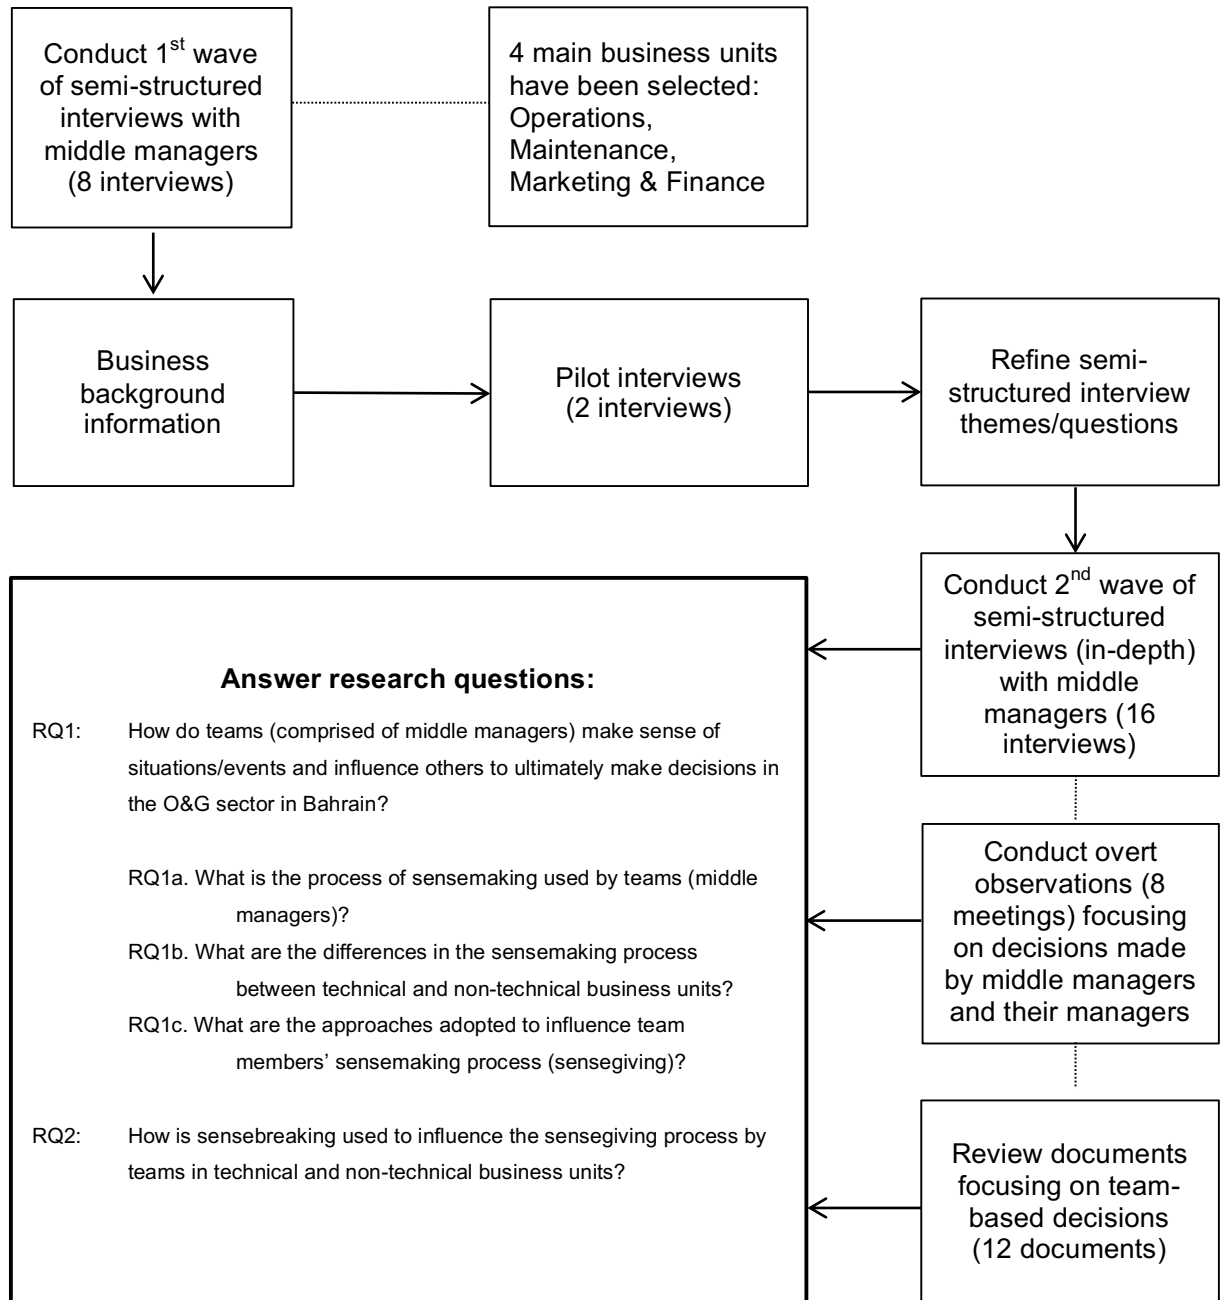 Conduct 1st wave
of semi-structured
interviews with
middle managers
(8 interviews)
4 main business units
have been selected:
Operations,
Maintenance,
Marketing & Finance
Business
background
information
Pilot interviews
(2 interviews)
Refine semi-
structured interview
themes/questions
Conduct 2nd wave of
semi-structured
interviews (in-depth)
with middle
managers (16
interviews)
Answer research questions:
RQ1: How do teams (comprised of middle managers) make sense of
situations/events and influence others to ultimately make decisions in
the O&G sector in Bahrain?
RQ1a. What is the process of sensemaking used by teams (middle
managers)?
RQ1b. What are the differences in the sensemaking process
between technical and non-technical business units?
RQ1c. What are the approaches adopted to influence team
members’ sensemaking process (sensegiving)?
RQ2: How is sensebreaking used to influence the sensegiving process by
teams in technical and non-technical business units?
Conduct overt
observations (8
meetings) focusing
on decisions made
by middle managers
and their managers
Review documents
focusing on team-
based decisions
(12 documents)